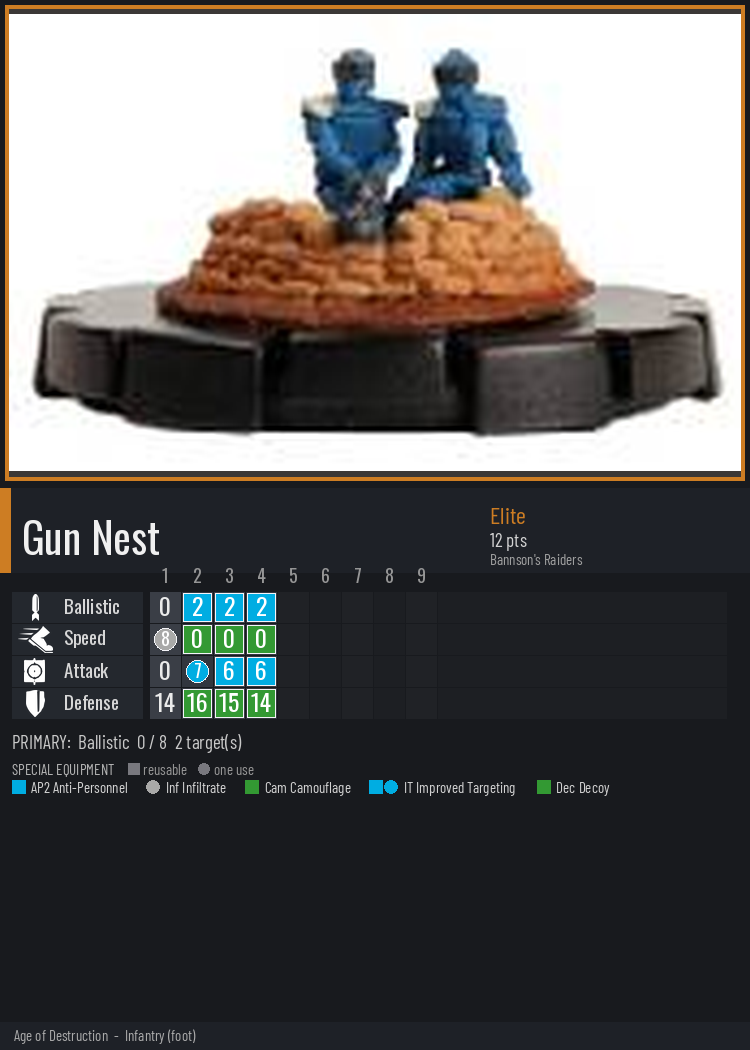 Gun Nest
Elite
12 pts
Bannson's Raiders
1 2 3 4 5 6 7 8 9
Ballistic 0 2 2 2
Speed 8 0 0 0
Attack 0 7 6 6
Defense 14 16 15 14
PRIMARY: Ballistic 0 / 8 2 target(s)
SPECIAL EQUIPMENT reusable one use
AP2 Anti-Personnel Inf Infiltrate Cam Camouflage IT Improved Targeting Dec Decoy
Age of Destruction - Infantry (foot)